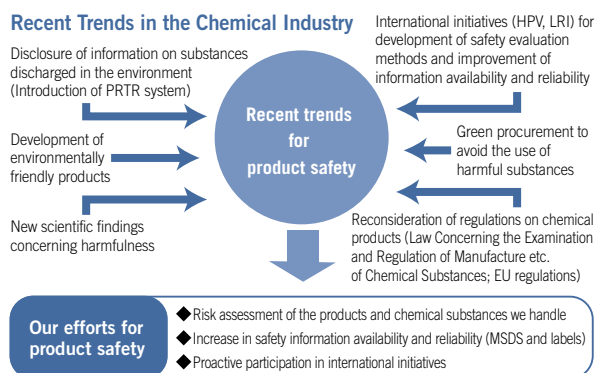 Recent Trends in the Chemical Industry
Disclosure of information on substances
discharged in the environment
(Introduction of PRTR system)
Development of
environmentally
friendly products
New scientific findings
concerning harmfulness
Recent trends
for
product safety
International initiatives (HPV, LRI) for
development of safety evaluation
methods and improvement of
information availability and reliability
Green procurement to
avoid the use of
harmful substances
Reconsideration of regulations on chemical
products (Law Concerning the Examination
and Regulation of Manufacture etc.
of Chemical Substances; EU regulations)
Our efforts for
product safety
◆Risk assessment of the products and chemical substances we handle
◆Increase in safety information availability and reliability (MSDS and labels)
◆Proactive participation in international initiatives